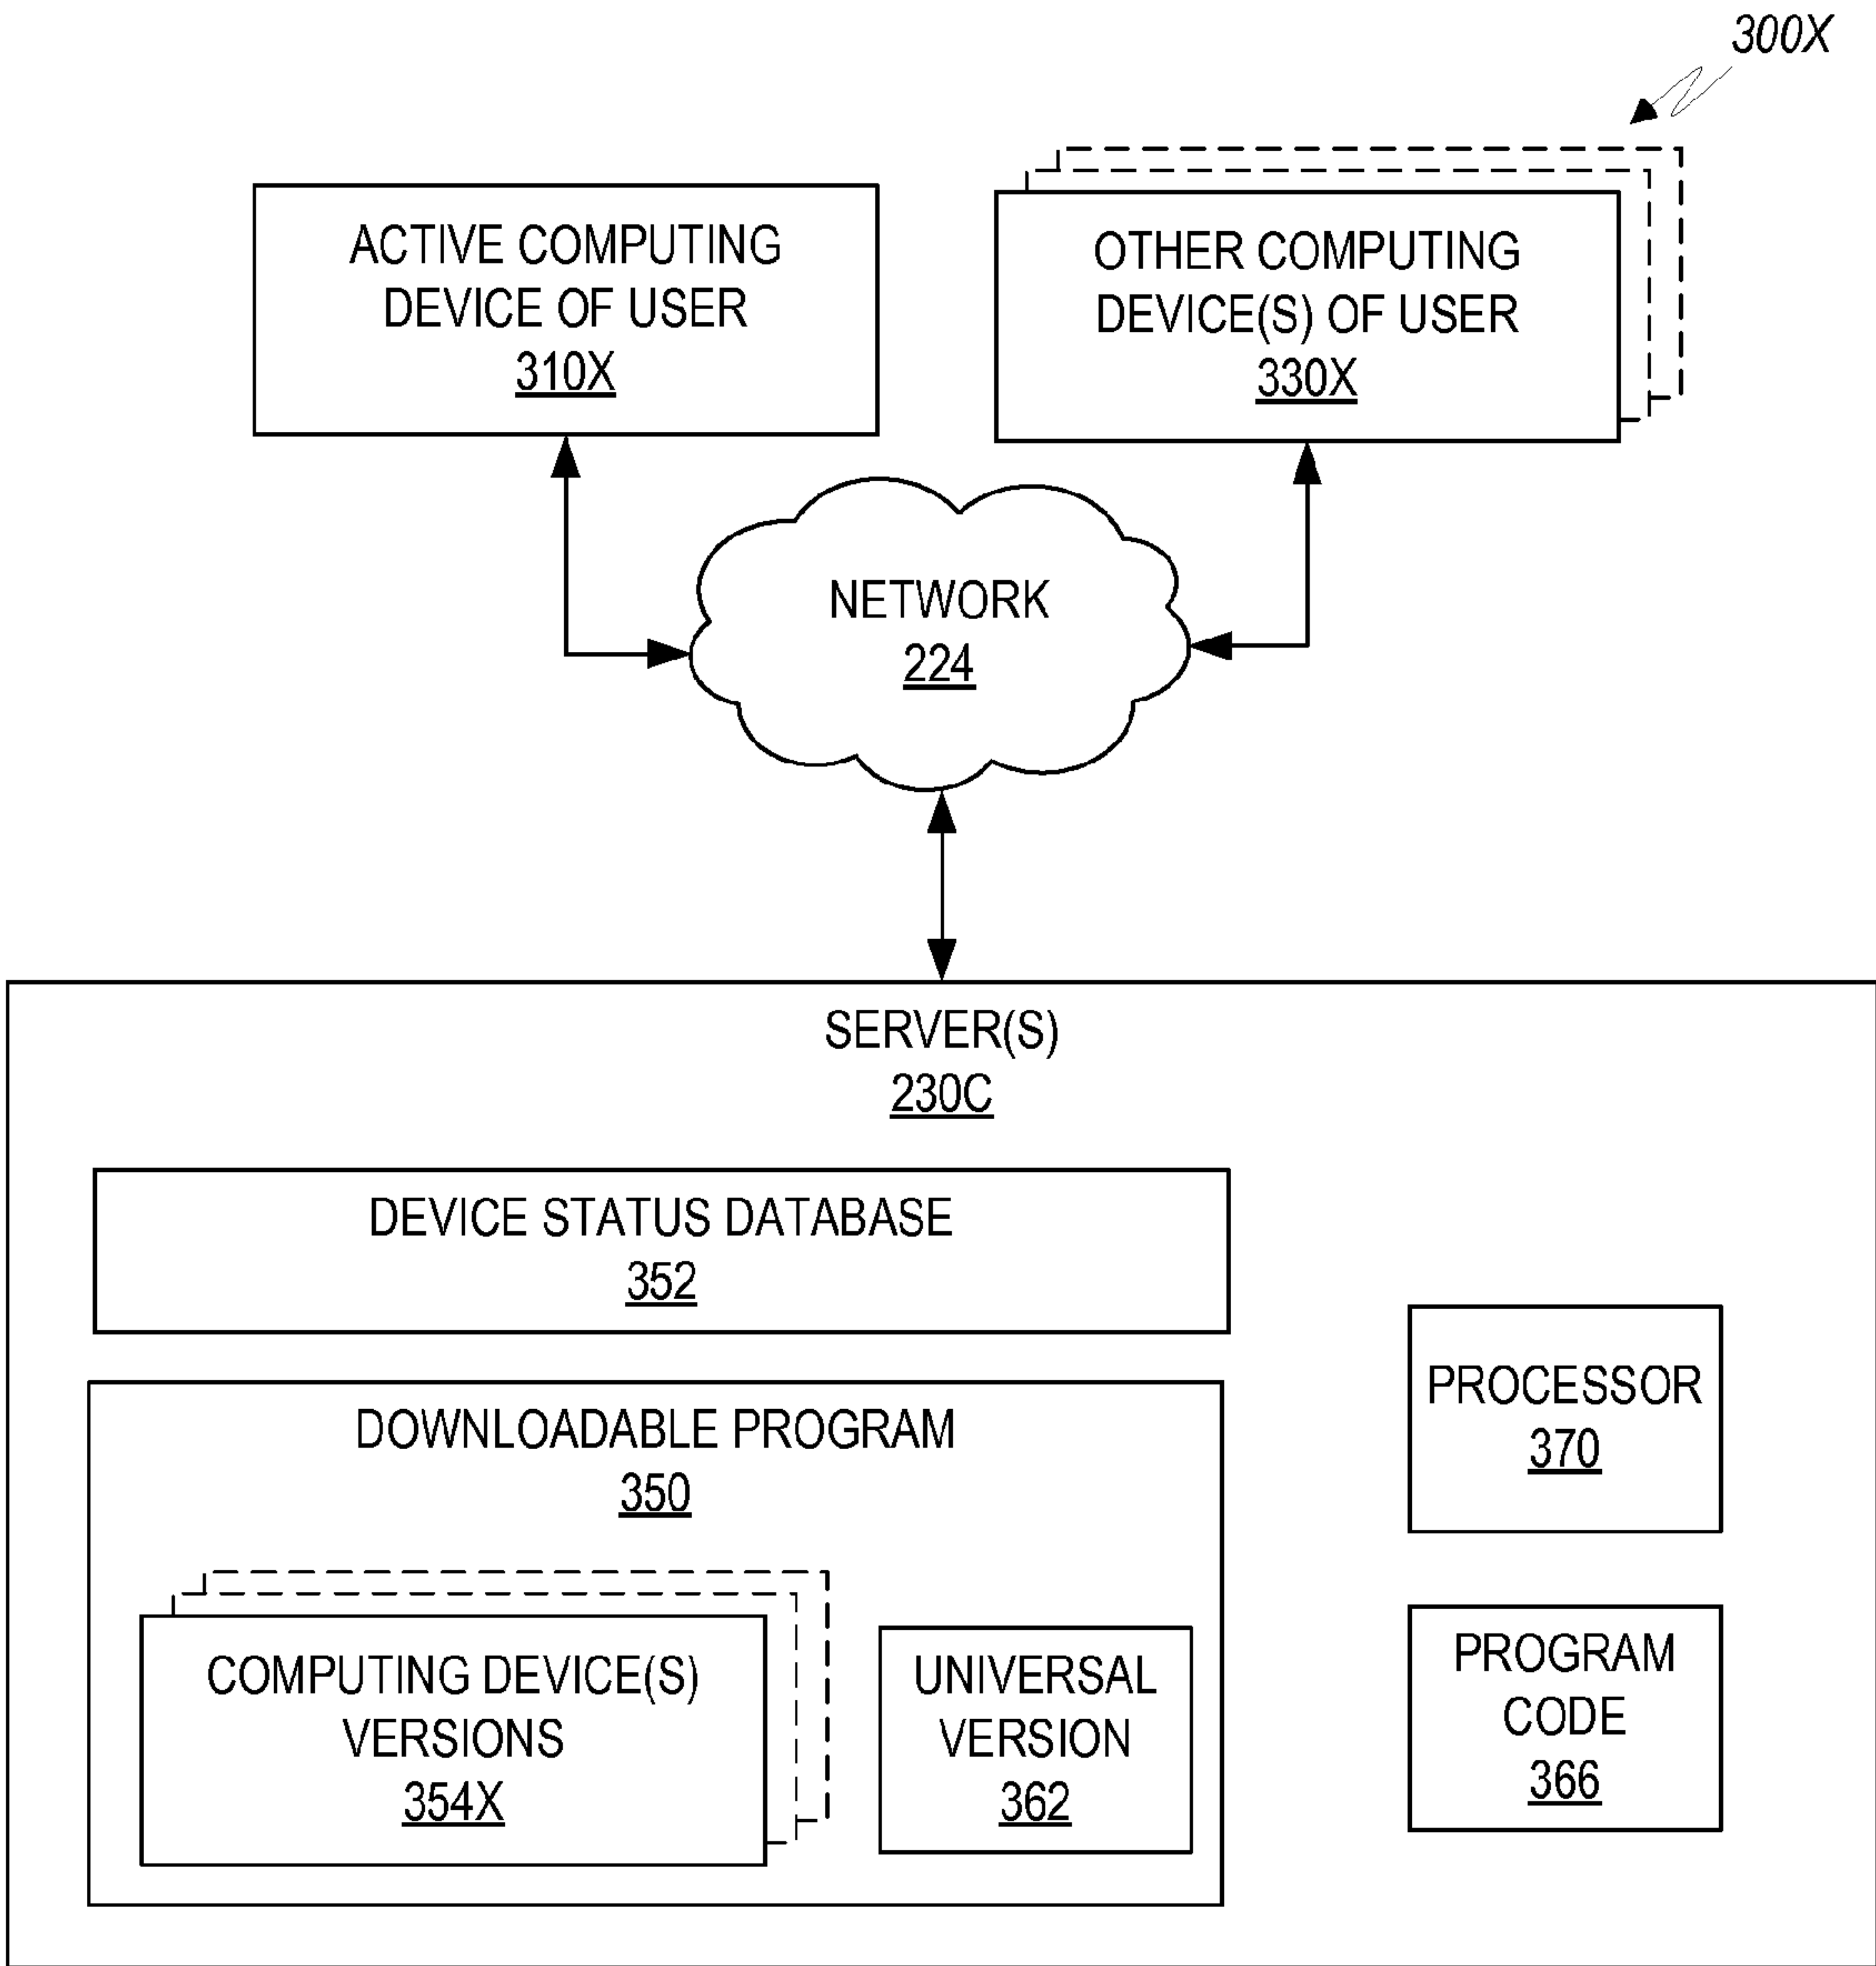 300X
ACTIVE COMPUTING
DEVICE OF USER
310X
OTHER COMPUTING
DEVICE(S) OF USER
330X
NETWORK
224
SERVER(S)
230C
DEVICE STATUS DATABASE
352
DOWNLOADABLE PROGRAM
350
COMPUTING DEVICE(S)
VERSIONS
354X
UNIVERSAL
VERSION
362
PROCESSOR
370
PROGRAM
CODE
366